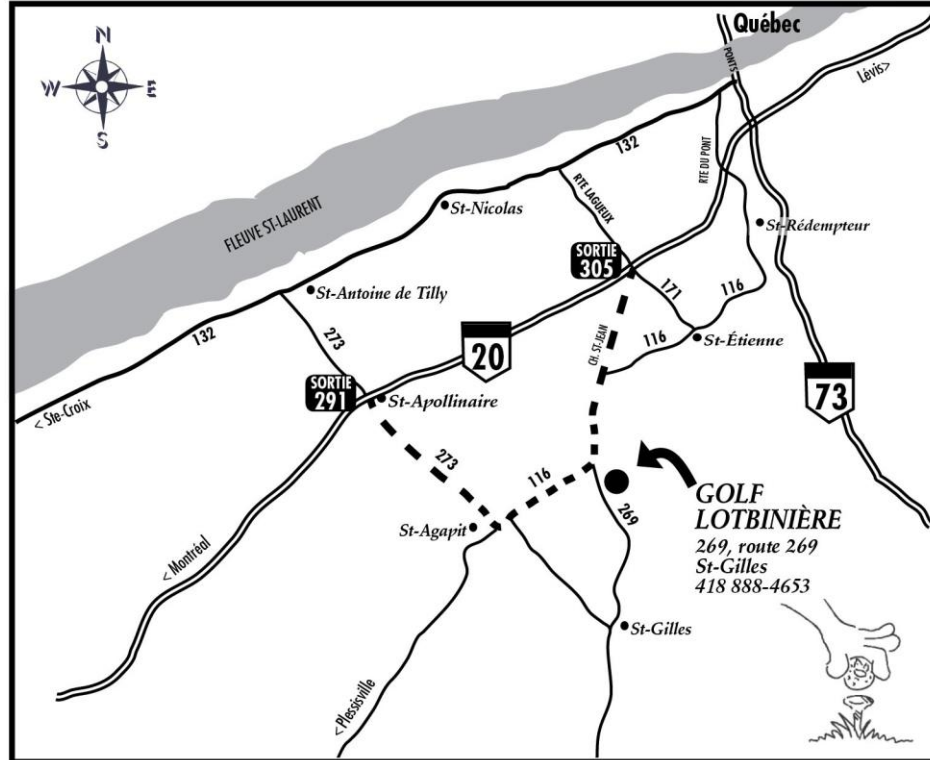 Québec
N
W
E
S
PONTS
Lévis>
132
RTE LAGUEUX
RTE DU PONT
St-Nicolas
FLEUVE ST-LAURENT
St-Rédempteur
SORTIE
305
171
116
St-Antoine de Tilly
132
273
20
CH. ST-JEAN
116
St-Étienne
73
SORTIE
291
St-Apollinaire
< Ste-Croix
273
116
GOLF
LOTBINIÈRE
269, route 269
St-Gilles
418 888-4653
269
St-Agapit
< Montréal
St-Gilles
<Plessisville